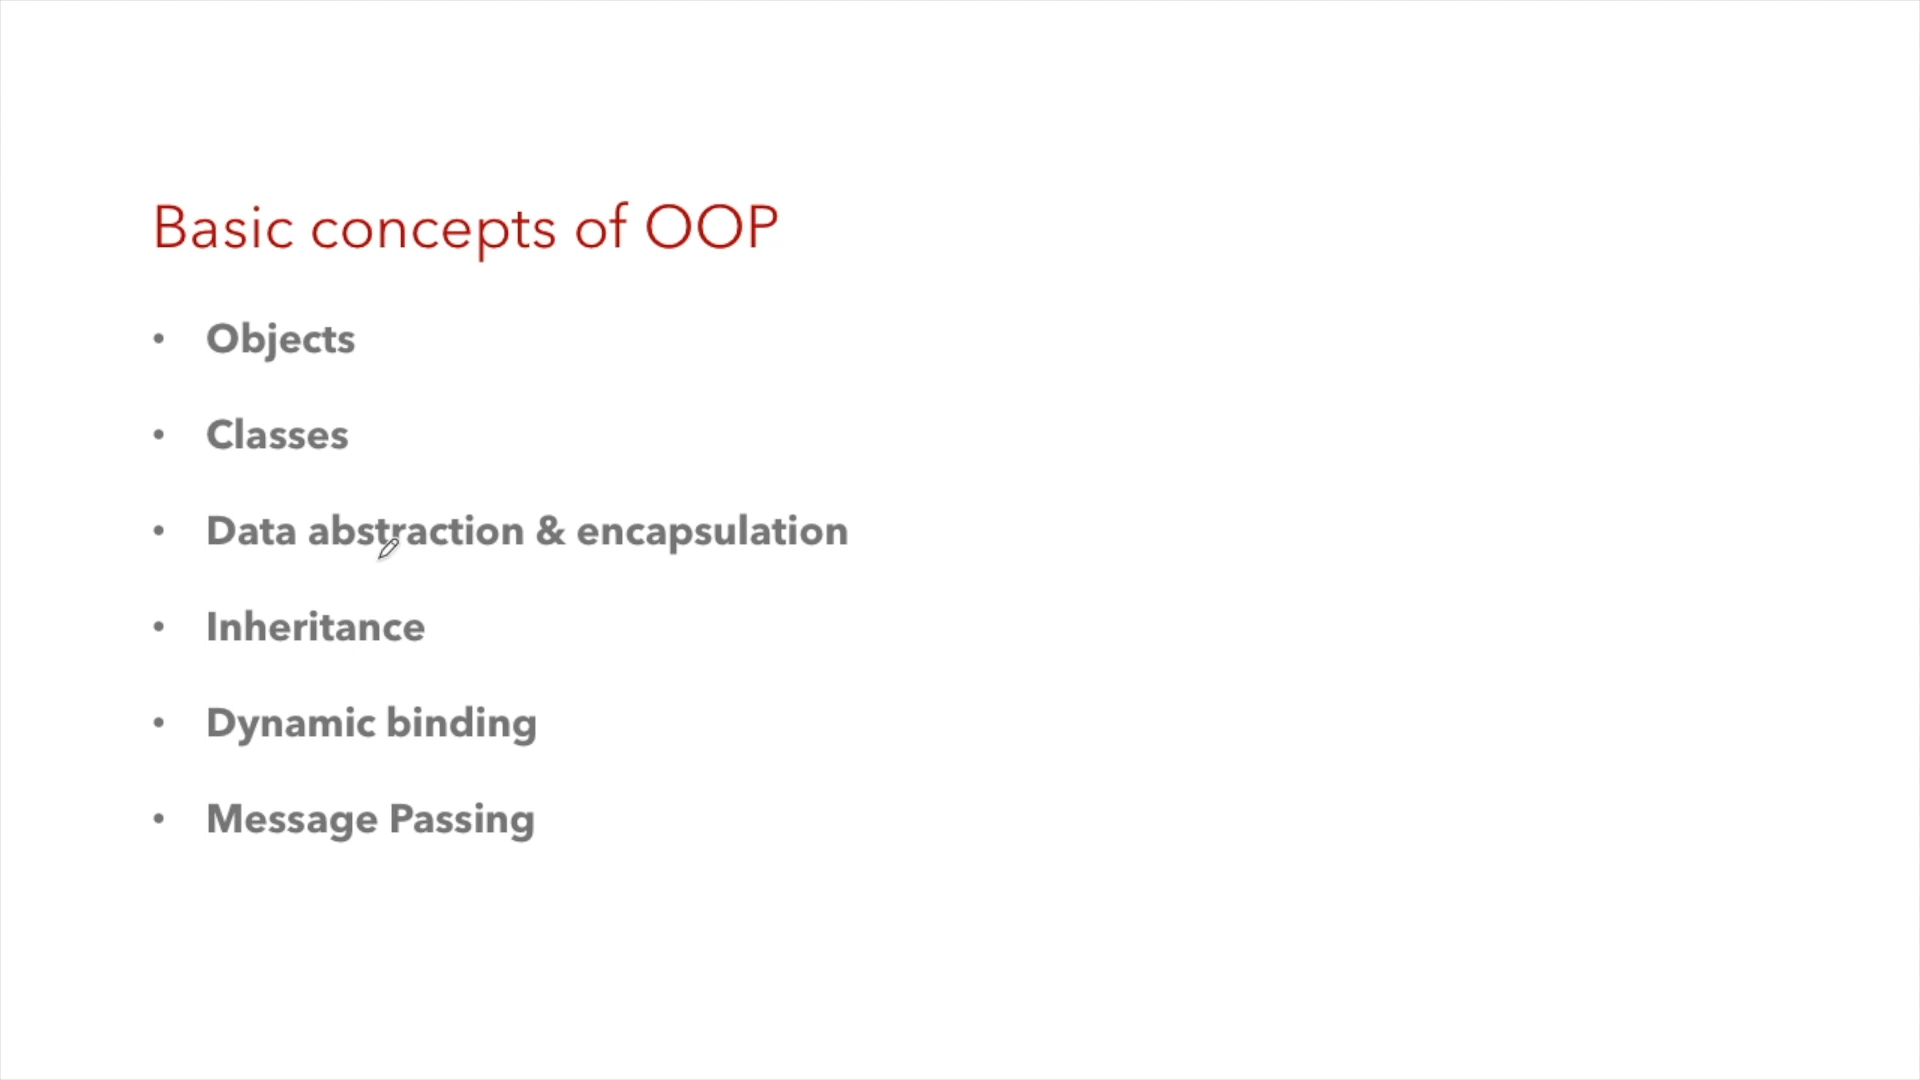 Basic concepts of OOP
• Objects
• Classes
• Data abstraction & encapsulation
• Inheritance
• Dynamic binding
• Message Passing